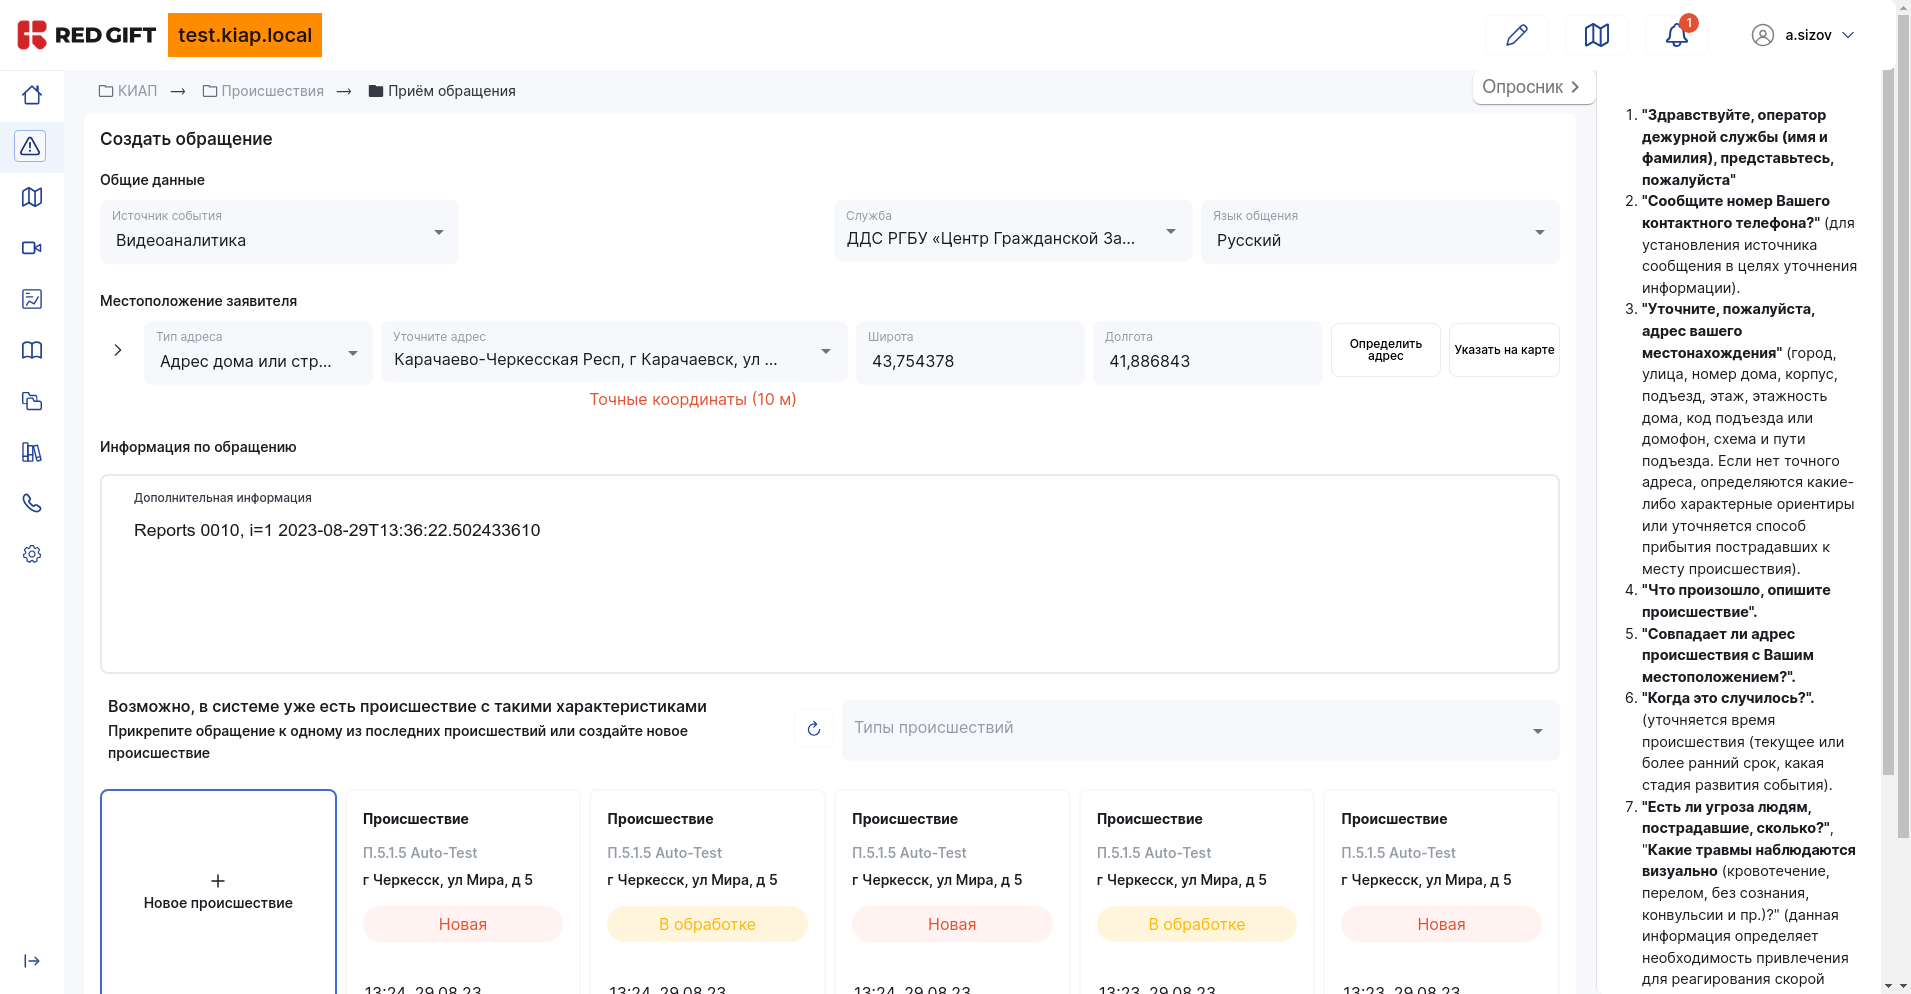 RED GIFT
test.kiap.local
1
a.sizov
КИАП → Происшествия → Приём обращения
Опросник
Создать обращение
Общие данные
Источник события
Видеоаналитика
Служба
ДДС РГБУ «Центр Гражданской За...
Язык общения
Русский
Местоположение заявителя
Тип адреса
Адрес дома или стр...
Уточните адрес
Карачаево-Черкесская Респ, г Карачаевск, ул ...
Широта
43,754378
Долгота
41,886843
Определить
адрес
Указать на карте
Точные координаты (10 м)
Информация по обращению
Дополнительная информация
Reports 0010, i=1 2023-08-29T13:36:22.502433610
Возможно, в системе уже есть происшествие с такими характеристиками
Прикрепите обращение к одному из последних происшествий или создайте новое
происшествие
Типы происшествий
Новое происшествие
Происшествие
П.5.1.5 Auto-Test
г Черкесск, ул Мира, д 5
Новая
13:24, 29.08.23
Происшествие
П.5.1.5 Auto-Test
г Черкесск, ул Мира, д 5
В обработке
13:24, 29.08.23
Происшествие
П.5.1.5 Auto-Test
г Черкесск, ул Мира, д 5
Новая
13:24, 29.08.23
Происшествие
П.5.1.5 Auto-Test
г Черкесск, ул Мира, д 5
В обработке
13:23, 29.08.23
Происшествие
П.5.1.5 Auto-Test
г Черкесск, ул Мира, д 5
Новая
13:23, 29.08.23
1. "Здравствуйте, оператор
дежурной службы (имя и
фамилия), представьтесь,
пожалуйста"
2. "Сообщите номер Вашего
контактного телефона?" (для
установления источника
сообщения в целях уточнения
информации).
3. "Уточните, пожалуйста,
адрес вашего
местонахождения" (город,
улица, номер дома, корпус,
подъезд, этаж, этажность
дома, код подъезда или
домофон, схема и пути
подъезда. Если нет точного
адреса, определяются какие-
либо характерные ориентиры
или уточняется способ
прибытия пострадавших к
месту происшествия).
4. "Что произошло, опишите
происшествие".
5. "Совпадает ли адрес
происшествия с Вашим
местоположением?".
6. "Когда это случилось?".
(уточняется время
происшествия (текущее или
более ранний срок, какая
стадия развития события).
7. "Есть ли угроза людям,
пострадавшие, сколько?",
"Какие травмы наблюдаются
визуально (кровотечение,
перелом, без сознания,
конвульсии и пр.)?" (данная
информация определяет
необходимость привлечения
для реагирования скорой